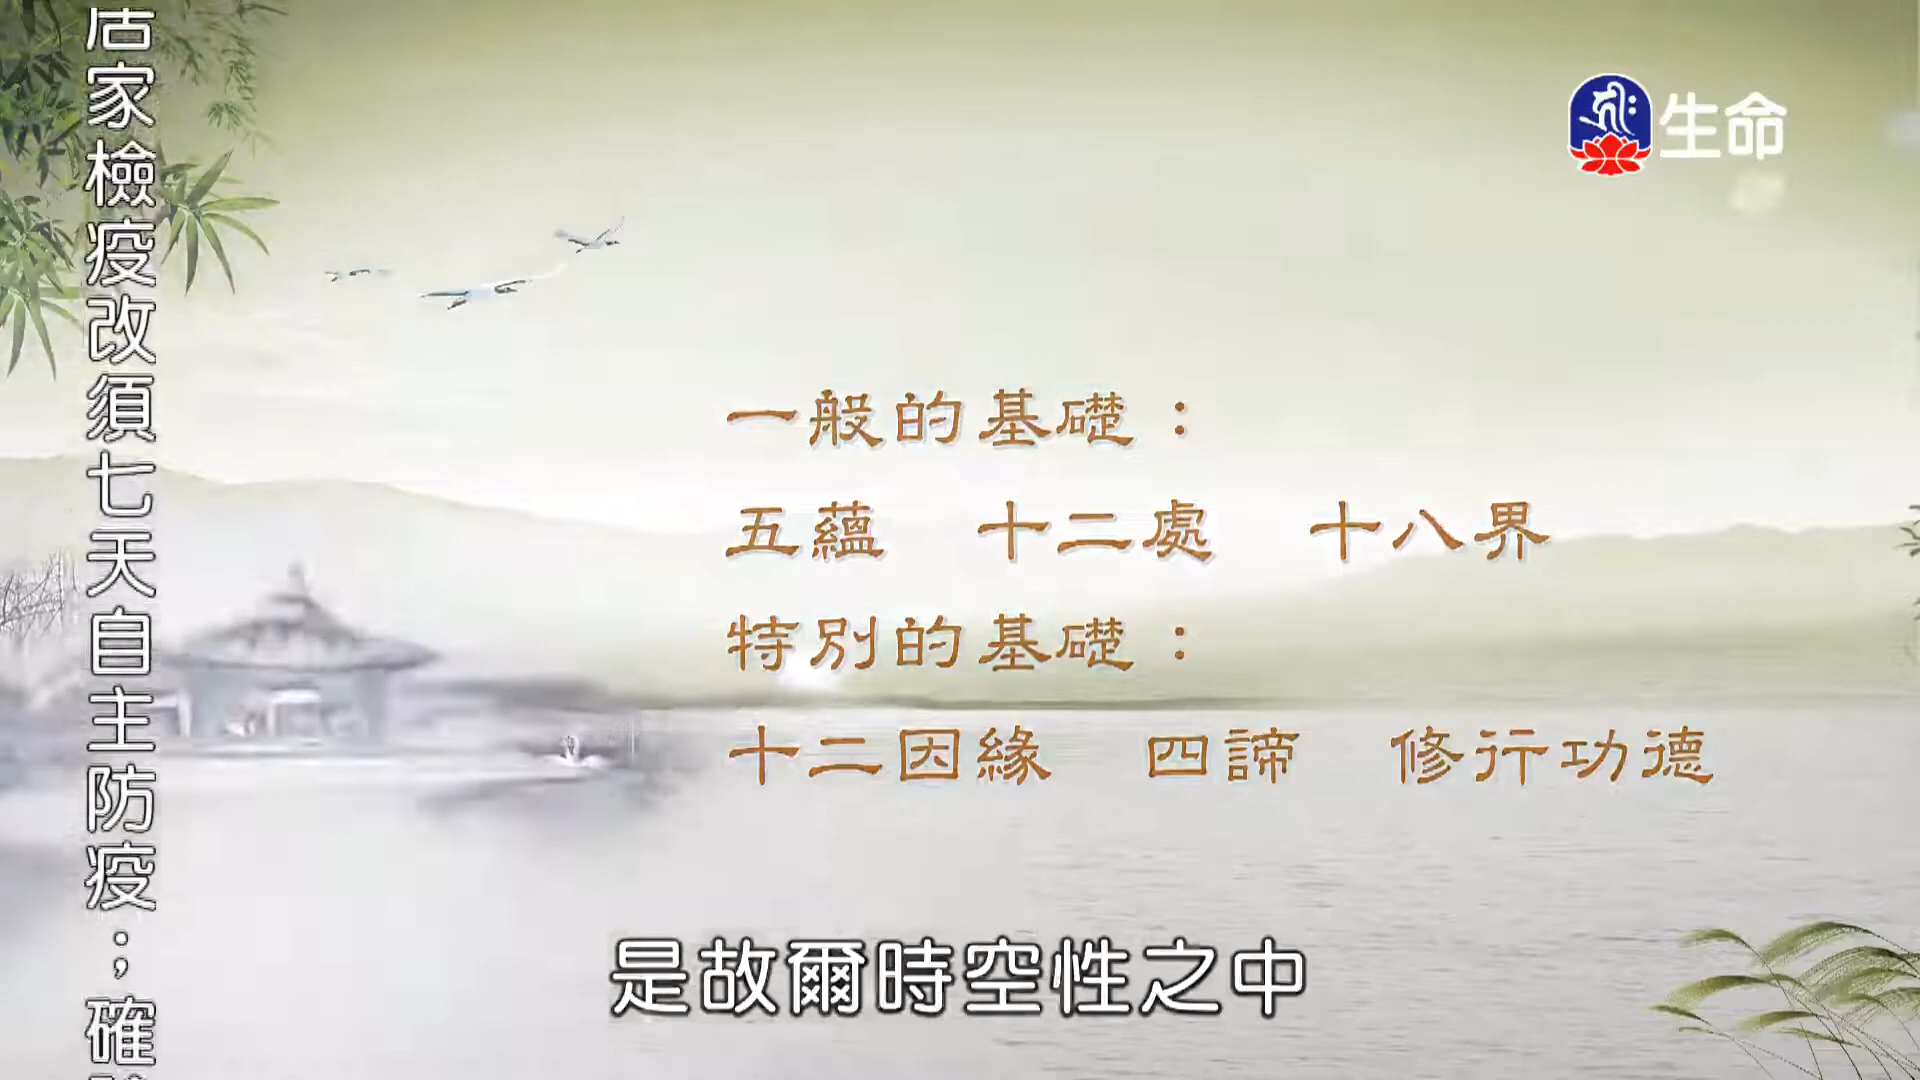 居家檢疫改須七天自主防疫；確
生命
一般的基礎：
五蘊　十二處　十八界
特別的基礎：
十二因緣　四諦　修行功德
是故爾時空性之中